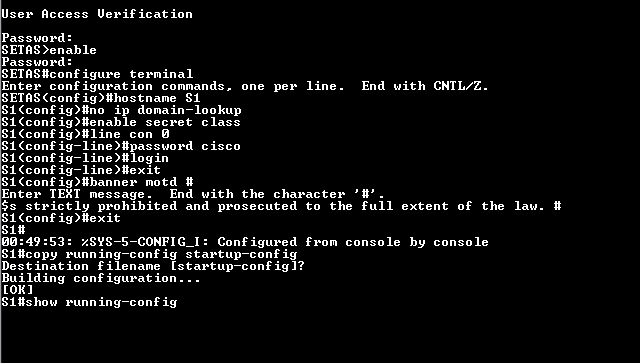 User Access Verification
Password:
SETAS>enable
Password:
SETAS#configure terminal
Enter configuration commands, one per line.  End with CNTL/Z.
SETAS(config)#hostname S1
S1(config)#no ip domain-lookup
S1(config)#enable secret class
S1(config)#line con 0
S1(config-line)#password cisco
S1(config-line)#login
S1(config-line)#exit
S1(config)#banner motd #
Enter TEXT message.  End with the character '#'.
$s strictly prohibited and prosecuted to the full extent of the law. #
S1(config)#exit
S1#
00:49:53: %SYS-5-CONFIG_I: Configured from console by console
S1#copy running-config startup-config
Destination filename [startup-config]?
Building configuration...
[OK]
S1#show running-config